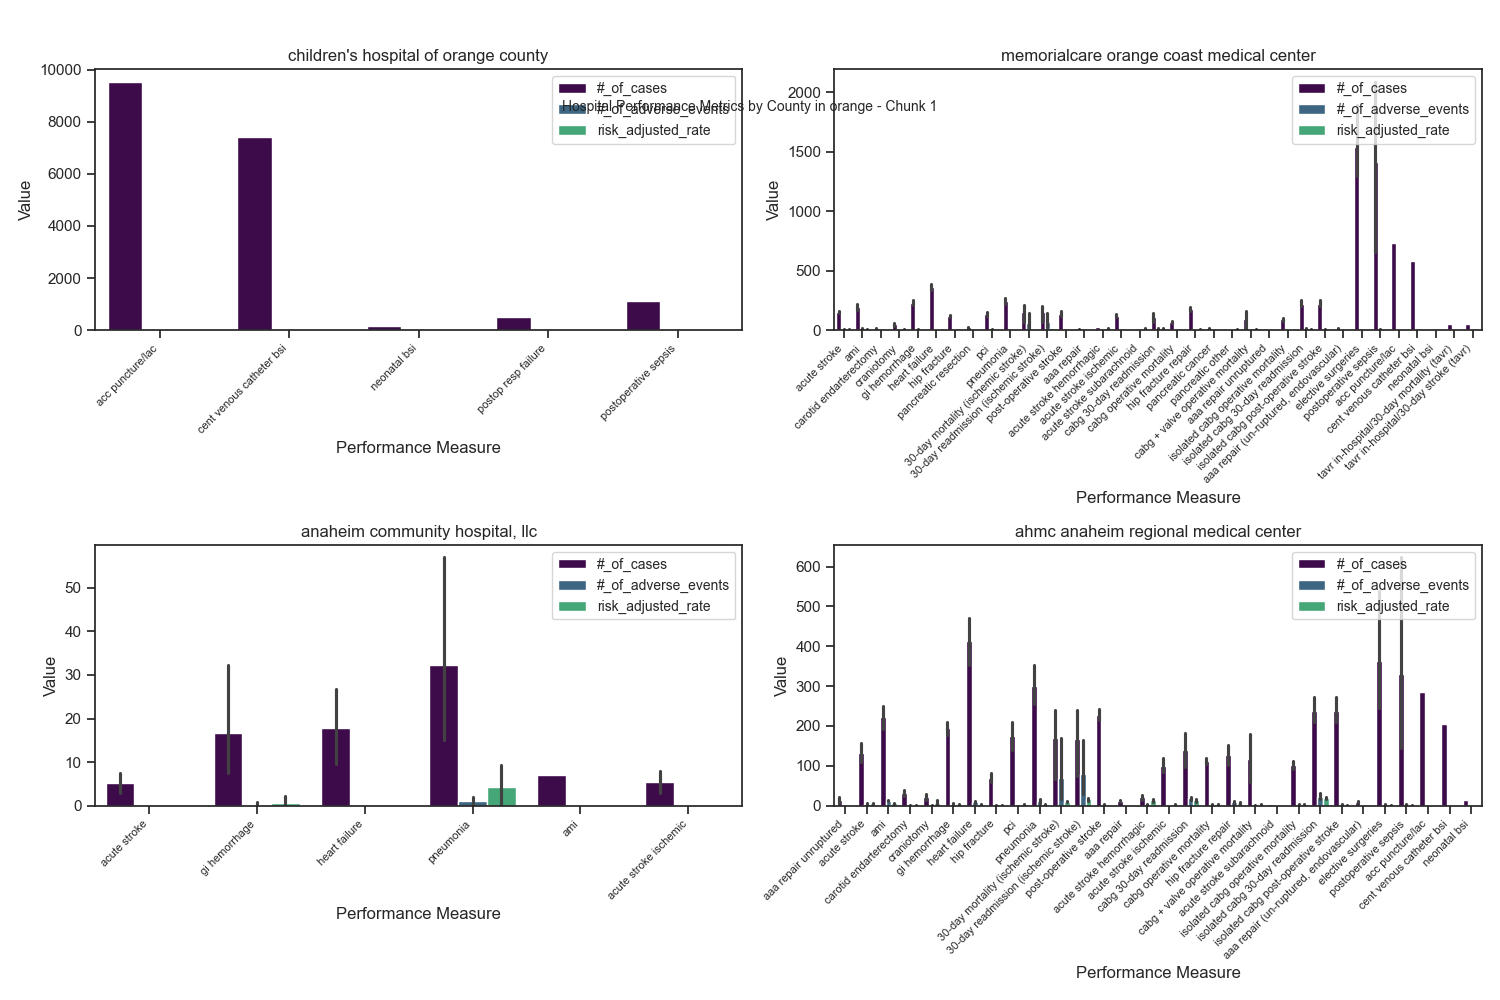 children's hospital of orange county
10000
8000
6000
4000
2000
0
Value
#_of_cases
#_of_adverse_events
risk_adjusted_rate
Hospital Performance Metrics by County in orange - Chunk 1
acc puncture/lac
cent venous catheter bsi
neonatal bsi
postop resp failure
postoperative sepsis
Performance Measure
memorialcare orange coast medical center
2000
1500
1000
500
0
Value
#_of_cases
#_of_adverse_events
risk_adjusted_rate
acute stroke
ami
carotid endarterectomy
craniotomy
gi hemorrhage
heart failure
hip fracture
pancreatic resection
pci
pneumonia
30-day mortality (ischemic stroke)
30-day readmission (ischemic stroke)
post-operative stroke
aaa repair
acute stroke hemorrhagic
acute stroke ischemic
acute stroke subarachnoid
cabg 30-day readmission
cabg operative mortality
hip fracture repair
pancreatic cancer
pancreatic other
cabg + valve operative mortality
aaa repair unruptured
isolated cabg operative mortality
isolated cabg 30-day readmission
isolated cabg post-operative stroke
aaa repair (un-ruptured, endovascular)
elective surgeries
postoperative sepsis
acc puncture/lac
cent venous catheter bsi
neonatal bsi
tavr in-hospital/30-day mortality (tavr)
tavr in-hospital/30-day stroke (tavr)
Performance Measure
anaheim community hospital, llc
50
40
30
20
10
0
Value
#_of_cases
#_of_adverse_events
risk_adjusted_rate
acute stroke
gi hemorrhage
heart failure
pneumonia
ami
acute stroke ischemic
Performance Measure
ahmc anaheim regional medical center
600
500
400
300
200
100
0
Value
#_of_cases
#_of_adverse_events
risk_adjusted_rate
aaa repair unruptured
acute stroke
ami
carotid endarterectomy
craniotomy
gi hemorrhage
heart failure
hip fracture
pci
pneumonia
30-day mortality (ischemic stroke)
30-day readmission (ischemic stroke)
post-operative stroke
aaa repair
acute stroke hemorrhagic
acute stroke ischemic
cabg 30-day readmission
cabg operative mortality
hip fracture repair
cabg + valve operative mortality
acute stroke subarachnoid
isolated cabg operative mortality
isolated cabg 30-day readmission
isolated cabg post-operative stroke
aaa repair (un-ruptured, endovascular)
elective surgeries
postoperative sepsis
acc puncture/lac
cent venous catheter bsi
neonatal bsi
Performance Measure